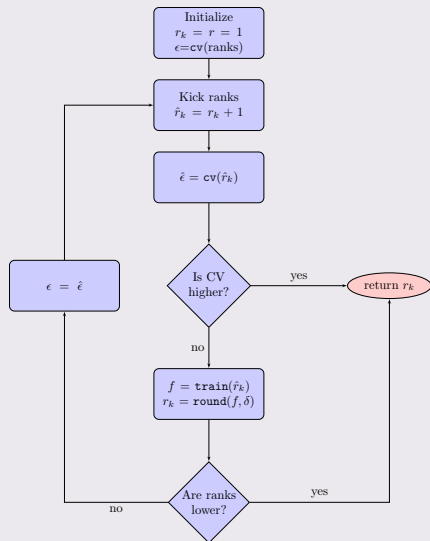 Initialize
r_k = r = 1
ϵ=cv(ranks)
Kick ranks
r̂_k = r_k + 1
ϵ̂ = cv(r̂_k)
Is CV
higher?
yes
return r_k
ϵ = ϵ̂
no
f = train(r̂_k)
r_k = round(f, δ)
Are ranks
lower?
no
yes